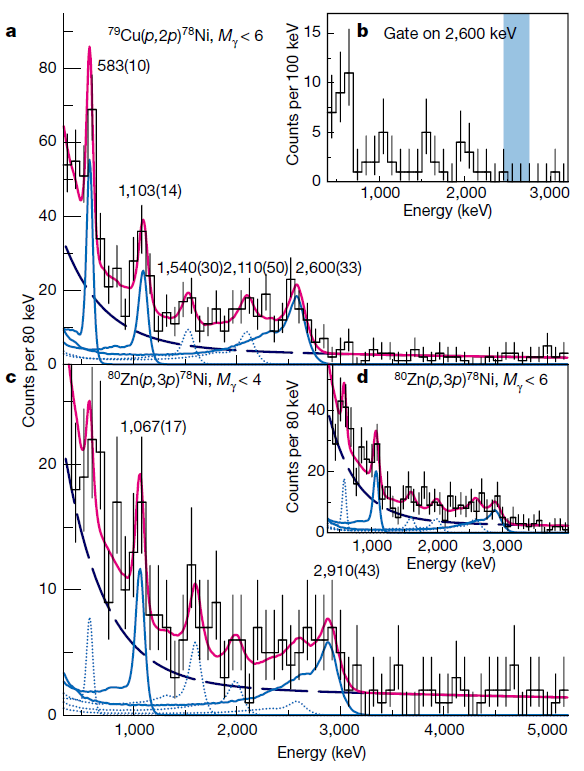 a
⁷⁹Cu(p,2p)⁷⁸Ni, Mγ < 6
583(10)
1,103(14)
1,540(30)2,110(50)
2,600(33)
80
60
40
20
0
Counts per 80 keV
b
Gate on 2,600 keV
15
10
5
0
Counts per 100 keV
1,000 2,000 3,000
Energy (keV)
c
⁸⁰Zn(p,3p)⁷⁸Ni, Mγ < 4
1,067(17)
2,910(43)
20
10
0
1,000 2,000 3,000 4,000 5,000
Energy (keV)
d
⁸⁰Zn(p,3p)⁷⁸Ni, Mγ < 6
40
20
0
Counts per 80 keV
1,000 2,000 3,000
Energy (keV)